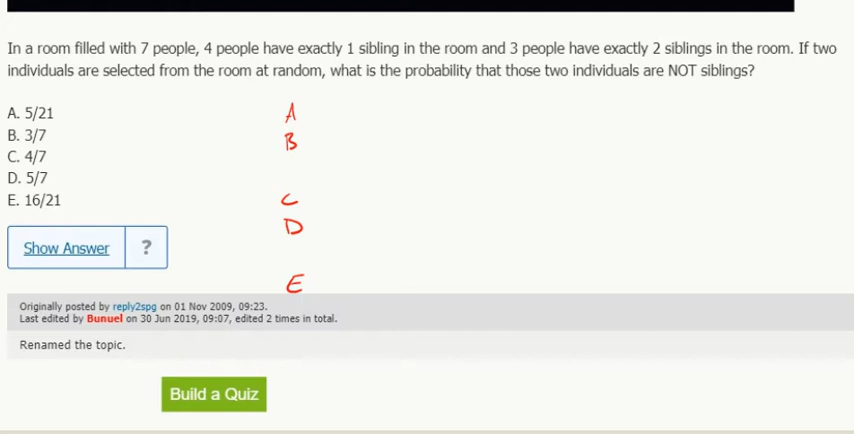 In a room filled with 7 people, 4 people have exactly 1 sibling in the room and 3 people have exactly 2 siblings in the room. If two
individuals are selected from the room at random, what is the probability that those two individuals are NOT siblings?
A. 5/21
B. 3/7
C. 4/7
D. 5/7
E. 16/21
A
B
C
D
E
Show Answer ?
Originally posted by reply2spg on 01 Nov 2009, 09:23.
Last edited by Bunuel on 30 Jun 2019, 09:07, edited 2 times in total.
Renamed the topic.
Build a Quiz